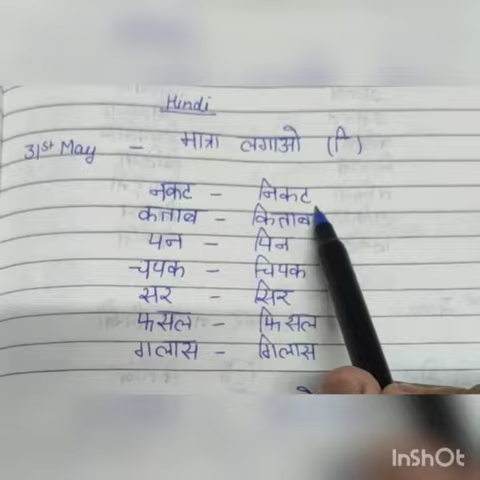 Hindi
31st May - मात्रा लगाओ (ि)
नकट - निकट
कताब - किताब
पन - पिन
चपक - चिपक
सर - सिर
फसल - फिसल
गलास - गिलास
InShOt